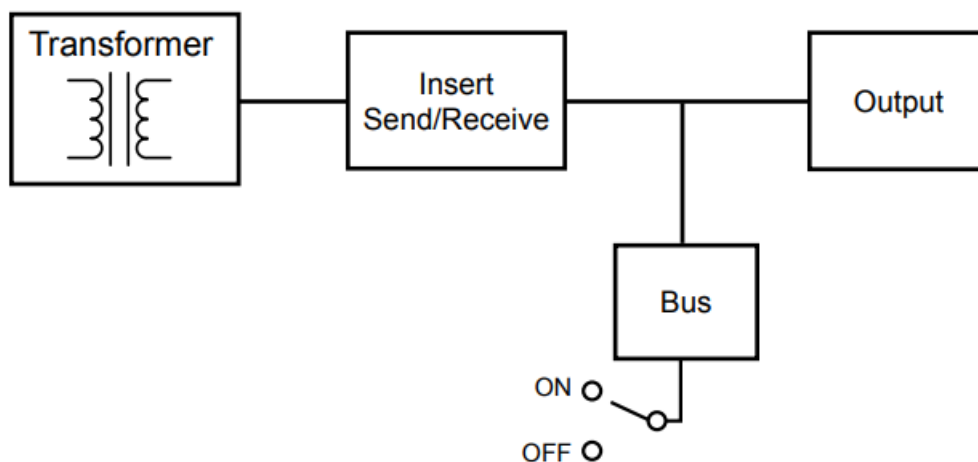 Transformer
Insert
Send/Receive
Output
Bus
ON
OFF